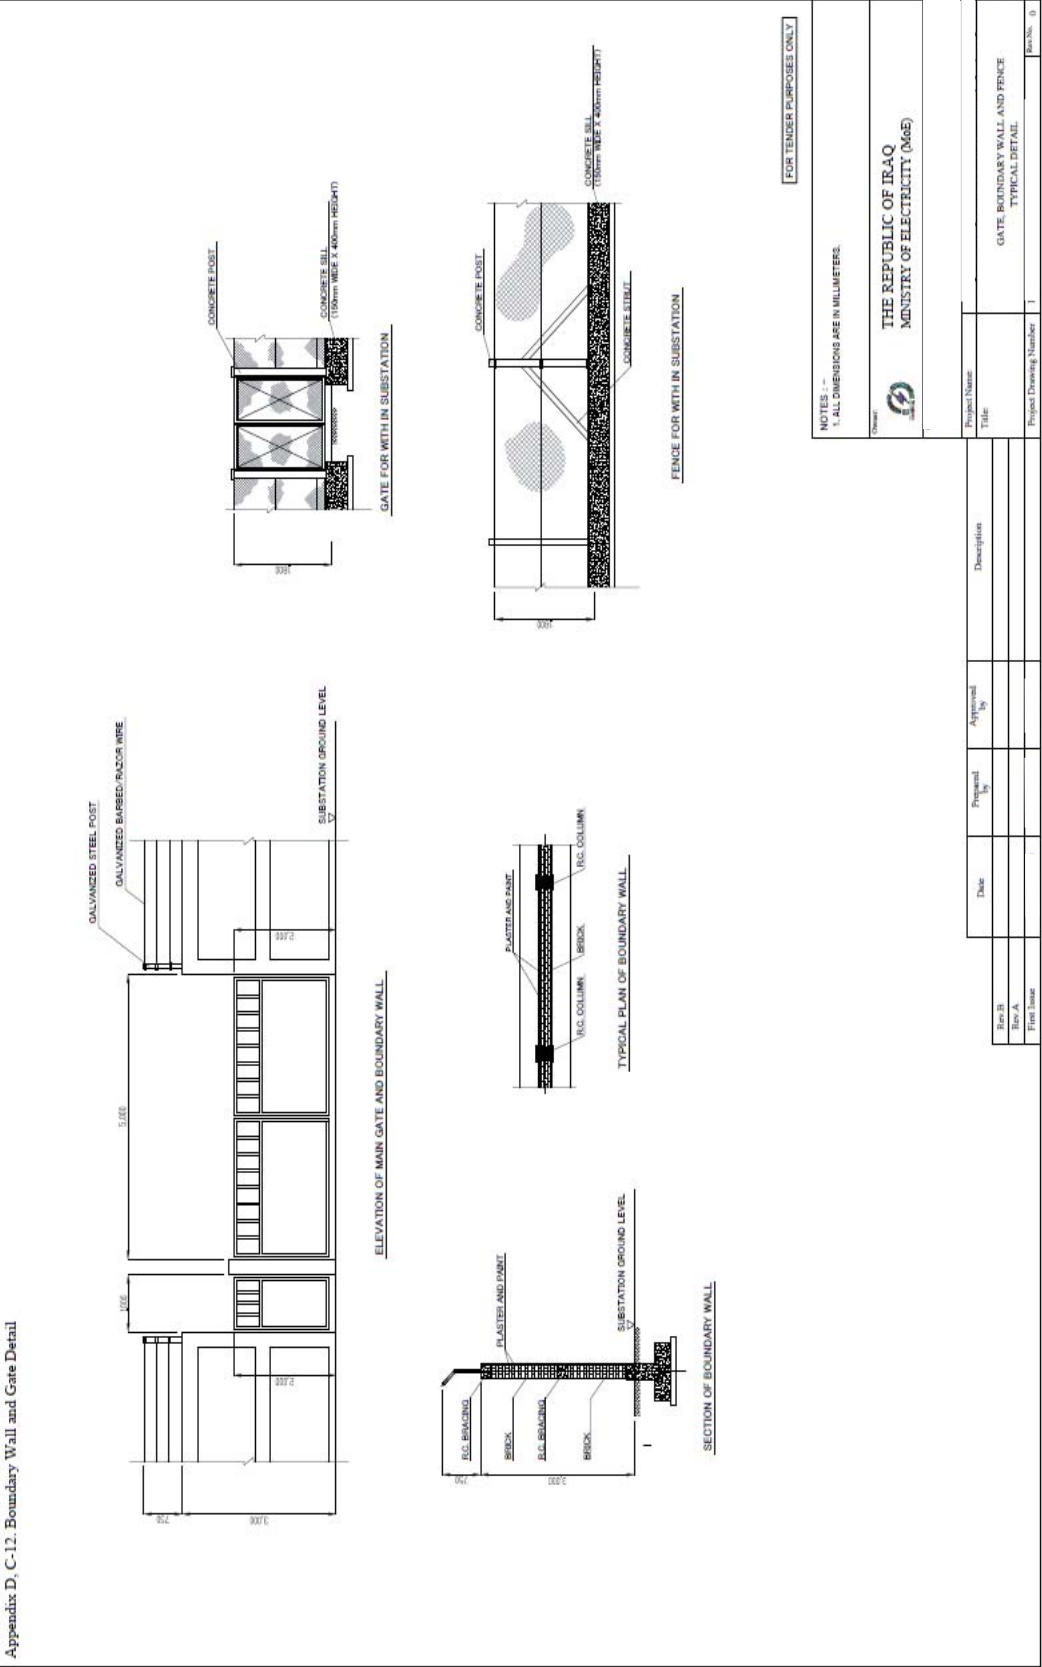 Appendix D, C-12. Boundary Wall and Gate Detail
750
3,000
1000
5,000
2,000
2,000
GALVANIZED STEEL POST
GALVANIZED BARBED/RAZOR WIRE
SUBSTATION GROUND LEVEL
ELEVATION OF MAIN GATE AND BOUNDARY WALL
1800
CONCRETE POST
CONCRETE SILL
(150mm WIDE X 400mm HEIGHT)
GATE FOR WITH IN SUBSTATION
750
3,000
R.C. BRACING
BRICK
R.C. BRACING
BRICK
PLASTER AND PAINT
SUBSTATION GROUND LEVEL
SECTION OF BOUNDARY WALL
PLASTER AND PAINT
R.C. COLUMN
BRICK
R.C. COLUMN
TYPICAL PLAN OF BOUNDARY WALL
1800
CONCRETE POST
CONCRETE SILL
(150mm WIDE X 400mm HEIGHT)
CONCRETE STRUT
FENCE FOR WITH IN SUBSTATION
FOR TENDER PURPOSES ONLY
NOTES : -
1. ALL DIMENSIONS ARE IN MILLIMETERS.
Owner:
THE REPUBLIC OF IRAQ
MINISTRY OF ELECTRICITY (MoE)
Project Name
Title:
GATE, BOUNDARY WALL AND FENCE
TYPICAL DETAIL
Project Drawing Number
1
Rev.No. 0
Rev.B
Rev.A
First Issue
Date
Prepared by
Approved by
Description